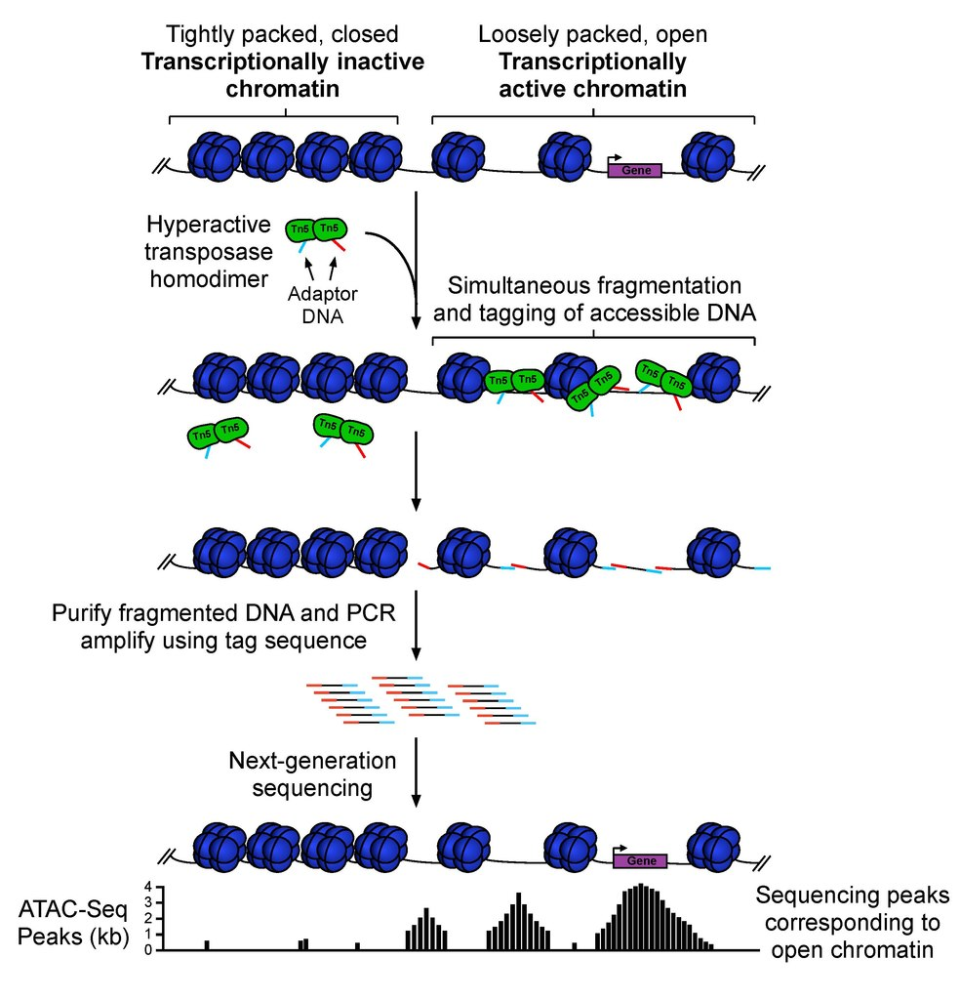 Tightly packed, closed
Transcriptionally inactive
chromatin
Loosely packed, open
Transcriptionally
active chromatin
Gene
Hyperactive
transposase
homodimer
Tn5 Tn5
Adaptor
DNA
Simultaneous fragmentation
and tagging of accessible DNA
Tn5 Tn5
Tn5 Tn5
Tn5 Tn5
Tn5 Tn5
Tn5 Tn5
Purify fragmented DNA and PCR
amplify using tag sequence
Next-generation
sequencing
Gene
ATAC-Seq
Peaks (kb)
4
3
2
1
0
Sequencing peaks
corresponding to
open chromatin